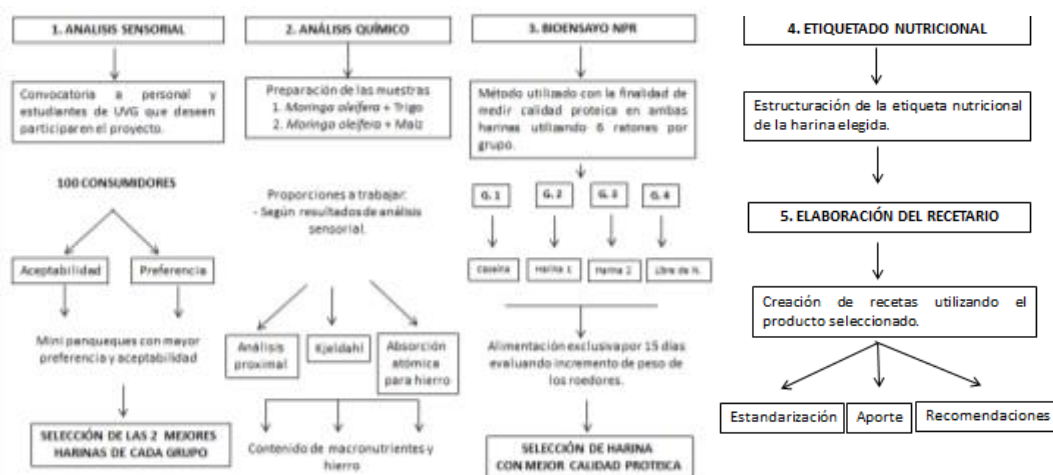 1. ANALISIS SENSORIAL
Convocatoria a personal y
estudiantes de UVG que deseen
participar en el proyecto.
100 CONSUMIDORES
Aceptabilidad
Preferencia
Mini panqueques con mayor
preferencia y aceptabilidad
SELECCIÓN DE LAS 2 MEJORES
HARINAS DE CADA GRUPO
2. ANÁLISIS QUÍMICO
Preparación de las muestras
1. Moringa oleifera + Trigo
2. Moringa oleifera + Maíz
Proporciones a trabajar:
- Según resultados de análisis
sensorial.
Análisis
proximal
Kjeldahl
Absorción
atómica
para hierro
Contenido de macronutrientes y
hierro
3. BIOENSAYO NPR
Método utilizado con la finalidad de
medir calidad proteica en ambas
harinas utilizando 6 ratones por
grupo.
G. 1
G. 2
G. 3
G. 4
Caseína
Harina 1
Harina 2
Libre de N.
Alimentación exclusiva por 15 días
evaluando incremento de peso de
los roedores.
SELECCIÓN DE HARINA
CON MEJOR CALIDAD PROTEICA
4. ETIQUETADO NUTRICIONAL
Estructuración de la etiqueta nutricional
de la harina elegida.
5. ELABORACIÓN DEL RECETARIO
Creación de recetas utilizando el
producto seleccionado.
Estandarización
Aporte
Recomendaciones